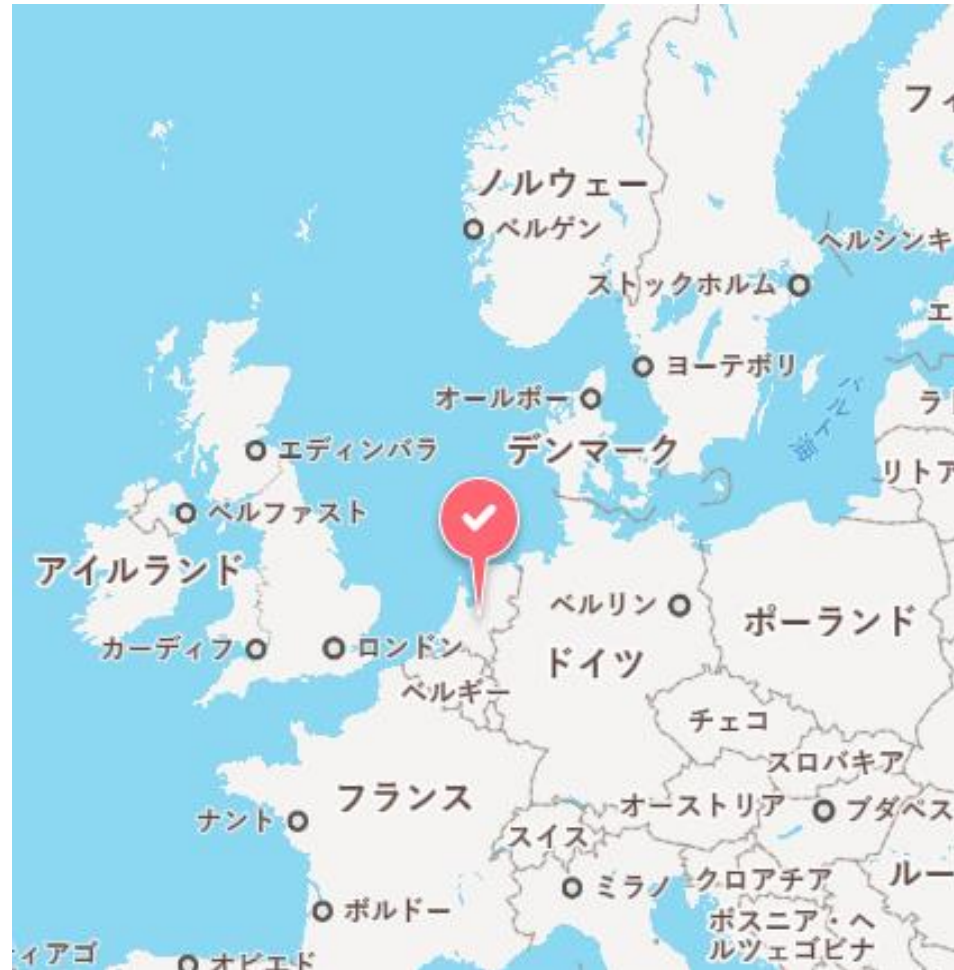 フィ
ノルウェー
ベルゲン
ヘルシンキ
ストックホルム
エ
ヨーテボリ
オールボー
バルト海
ラト
デンマーク
エディンバラ
リトア
ベルファスト
アイルランド
ベルリン
ポーランド
カーディフ
ロンドン
ドイツ
ベルギー
チェコ
スロバキア
フランス
オーストリア
ブダペス
ナント
スイス
ルー
ミラノ
クロアチア
ボルドー
ボスニア・ヘ
ルツェゴビナ
ィアゴ
オビエド